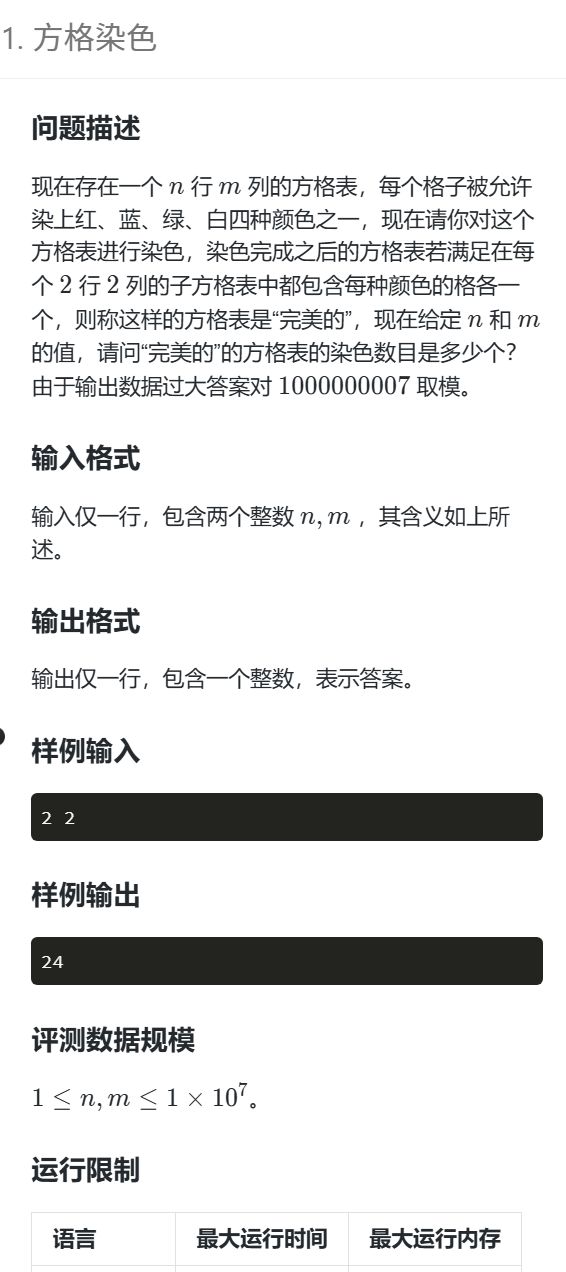 1. 方格染色
问题描述
现在存在一个 n 行 m 列的方格表，每个格子被允许
染上红、蓝、绿、白四种颜色之一，现在请你对这个
方格表进行染色，染色完成之后的方格表若满足在每
个 2 行 2 列的子方格表中都包含每种颜色的格各一
个，则称这样的方格表是“完美的”，现在给定 n 和 m
的值，请问“完美的”的方格表的染色数目是多少个？
由于输出数据过大答案对 1000000007 取模。
输入格式
输入仅一行，包含两个整数 n, m ，其含义如上所
述。
输出格式
输出仅一行，包含一个整数，表示答案。
样例输入
2 2
样例输出
24
评测数据规模
1 ≤ n, m ≤ 1 × 10⁷。
运行限制
语言 最大运行时间 最大运行内存